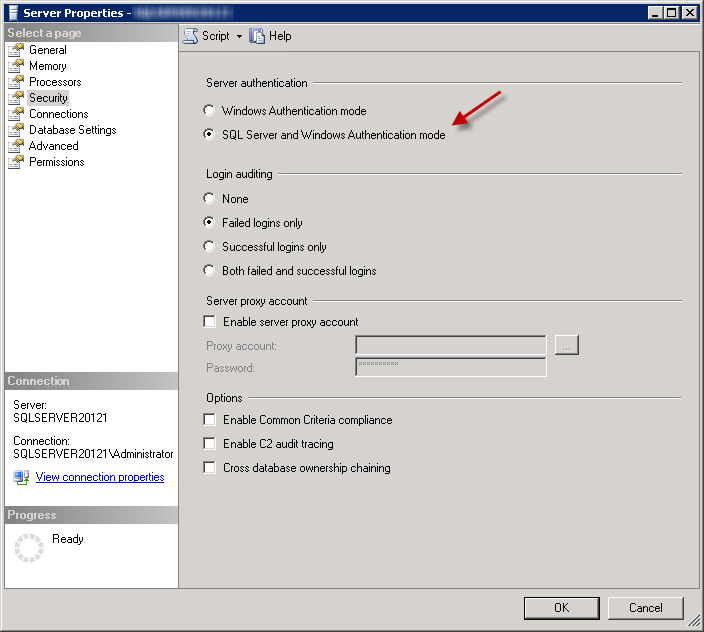 Server Properties -
Select a page
General
Memory
Processors
Security
Connections
Database Settings
Advanced
Permissions
Script
Help
Server authentication
Windows Authentication mode
SQL Server and Windows Authentication mode
Login auditing
None
Failed logins only
Successful logins only
Both failed and successful logins
Server proxy account
Enable server proxy account
Proxy account:
...
Password:
**********
Options
Enable Common Criteria compliance
Enable C2 audit tracing
Cross database ownership chaining
Connection
Server:
SQLSERVER20121
Connection:
SQLSERVER20121\Administrator
View connection properties
Progress
Ready
OK
Cancel